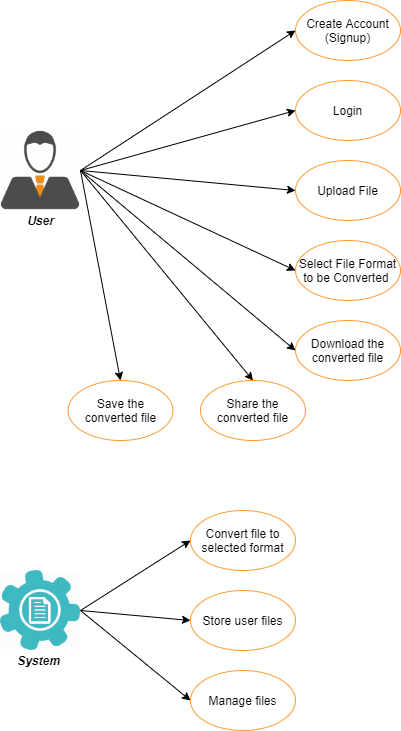 Create Account
(Signup)
Login
User
Upload File
Select File Format
to be Converted
Download the
converted file
Save the
converted file
Share the
converted file
Convert file to
selected format
System
Store user files
Manage files